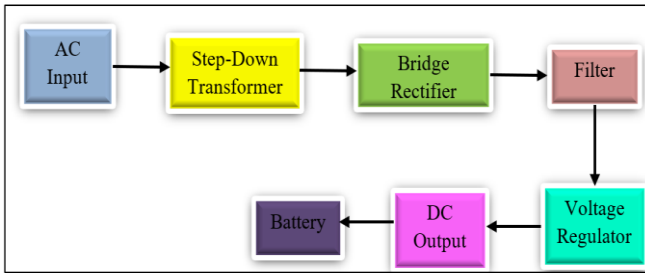 AC
Input
Step-Down
Transformer
Bridge
Rectifier
Filter
Voltage
Regulator
DC
Output
Battery